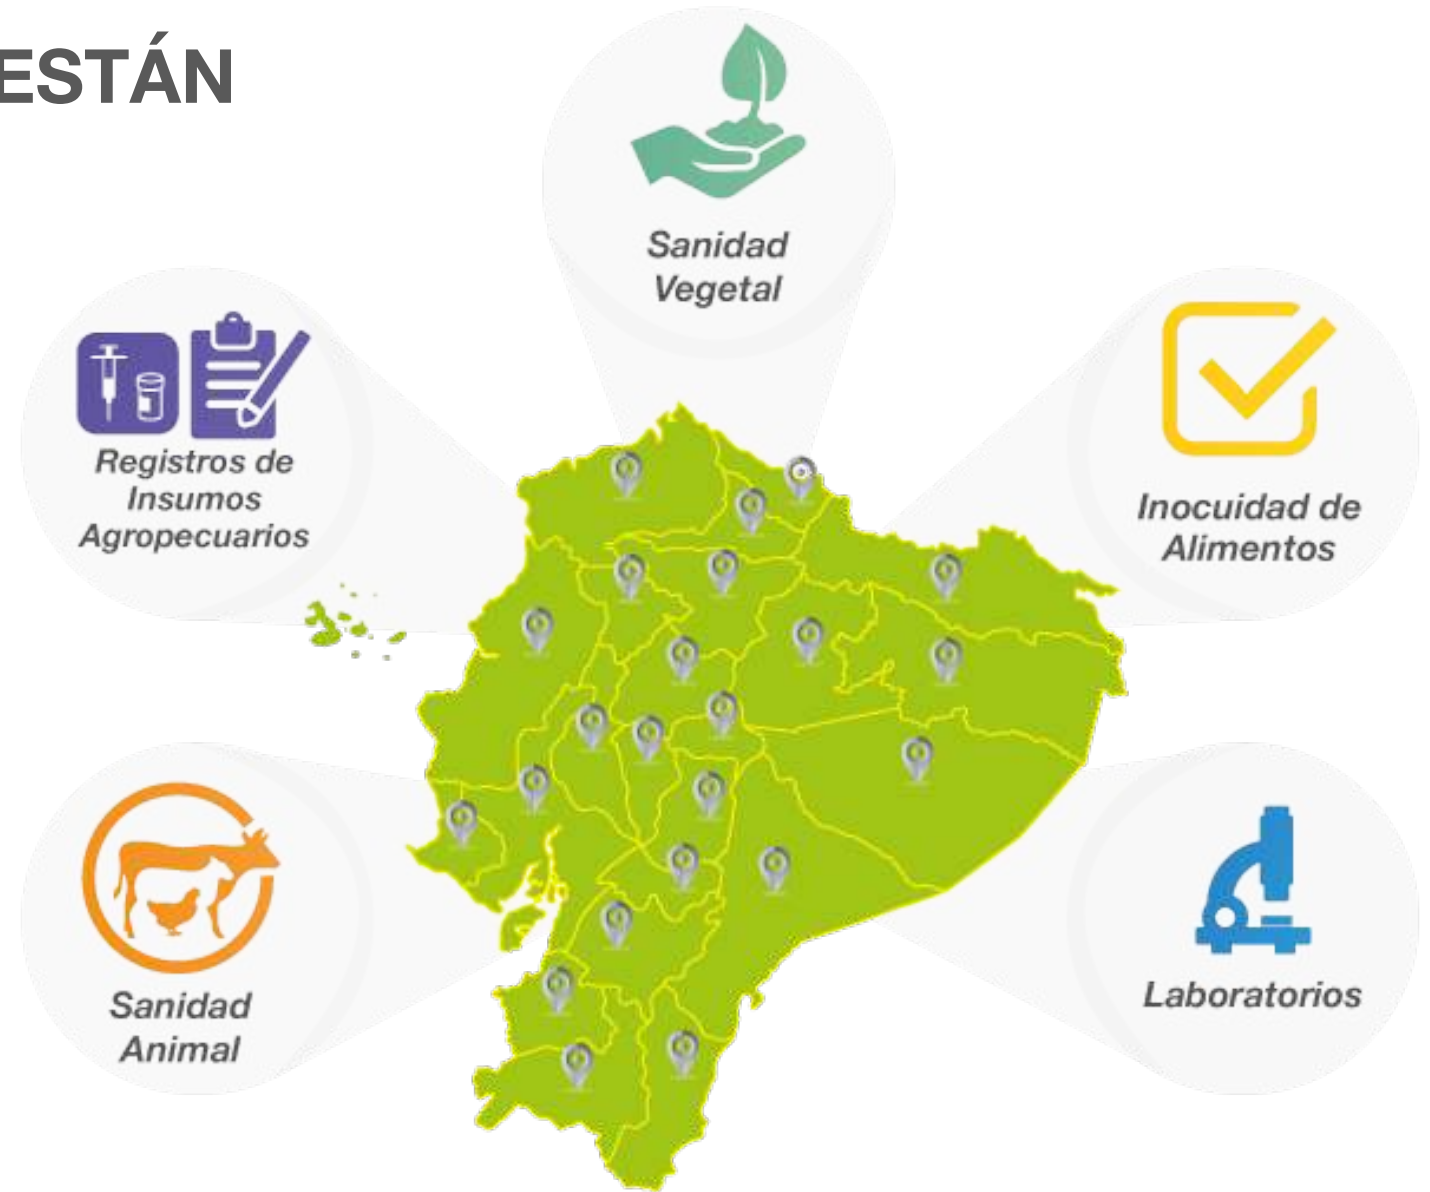 ESTÁN
Sanidad
Vegetal
Registros de
Insumos
Agropecuarios
Inocuidad de
Alimentos
Sanidad
Animal
Laboratorios